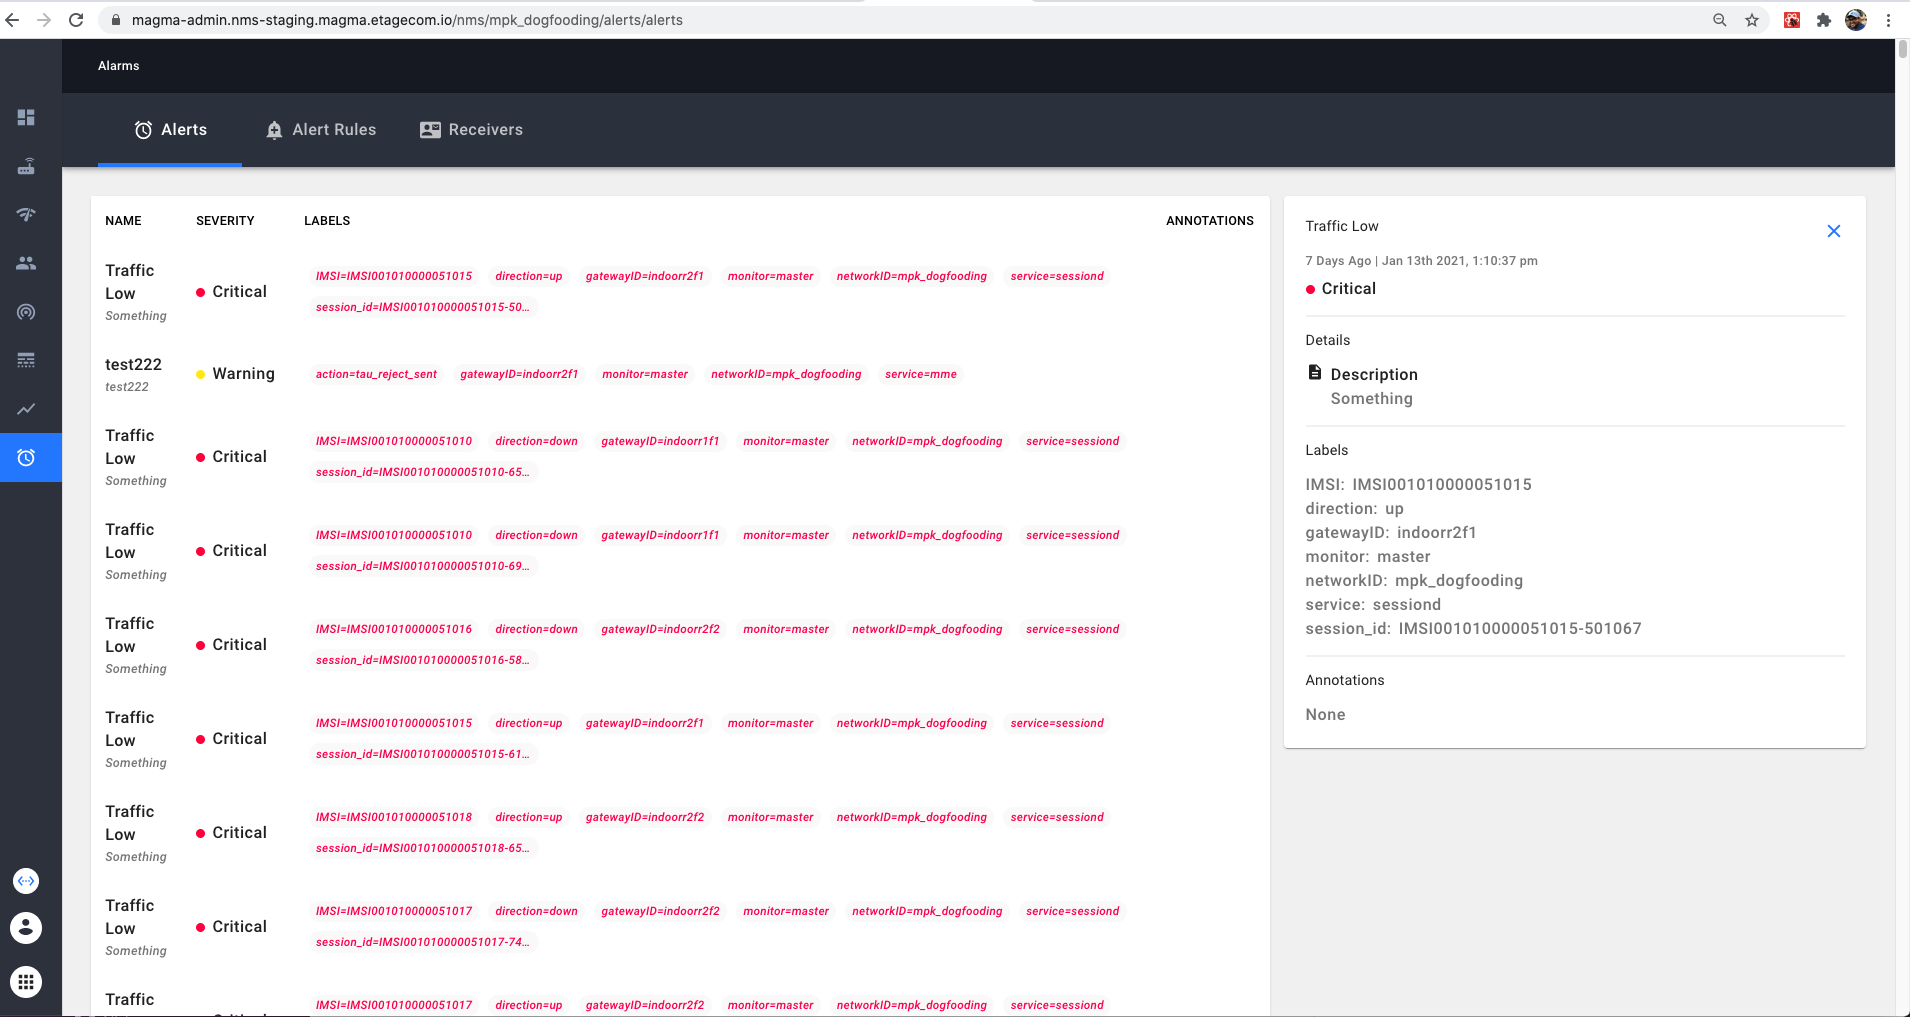 magma-admin.nms-staging.magma.etagecom.io/nms/mpk_dogfooding/alerts/alerts
Alarms
Alerts
Alert Rules
Receivers
NAME SEVERITY LABELS ANNOTATIONS
Traffic
Low
Something
Critical
IMSI=IMSI001010000051015 direction=up gatewayID=indoorr2f1 monitor=master networkID=mpk_dogfooding service=sessiond
session_id=IMSI001010000051015-50...
test222
test222
Warning
action=tau_reject_sent gatewayID=indoorr2f1 monitor=master networkID=mpk_dogfooding service=mme
Traffic
Low
Something
Critical
IMSI=IMSI001010000051010 direction=down gatewayID=indoorr1f1 monitor=master networkID=mpk_dogfooding service=sessiond
session_id=IMSI001010000051010-65...
Traffic
Low
Something
Critical
IMSI=IMSI001010000051010 direction=down gatewayID=indoorr1f1 monitor=master networkID=mpk_dogfooding service=sessiond
session_id=IMSI001010000051010-69...
Traffic
Low
Something
Critical
IMSI=IMSI001010000051016 direction=down gatewayID=indoorr2f2 monitor=master networkID=mpk_dogfooding service=sessiond
session_id=IMSI001010000051016-58...
Traffic
Low
Something
Critical
IMSI=IMSI001010000051015 direction=up gatewayID=indoorr2f1 monitor=master networkID=mpk_dogfooding service=sessiond
session_id=IMSI001010000051015-61...
Traffic
Low
Something
Critical
IMSI=IMSI001010000051018 direction=up gatewayID=indoorr2f2 monitor=master networkID=mpk_dogfooding service=sessiond
session_id=IMSI001010000051018-65...
Traffic
Low
Something
Critical
IMSI=IMSI001010000051017 direction=down gatewayID=indoorr2f2 monitor=master networkID=mpk_dogfooding service=sessiond
session_id=IMSI001010000051017-74...
Traffic
IMSI=IMSI001010000051017 direction=up gatewayID=indoorr2f2 monitor=master networkID=mpk_dogfooding service=sessiond
Traffic Low
7 Days Ago | Jan 13th 2021, 1:10:37 pm
Critical
Details
Description
Something
Labels
IMSI: IMSI001010000051015
direction: up
gatewayID: indoorr2f1
monitor: master
networkID: mpk_dogfooding
service: sessiond
session_id: IMSI001010000051015-501067
Annotations
None